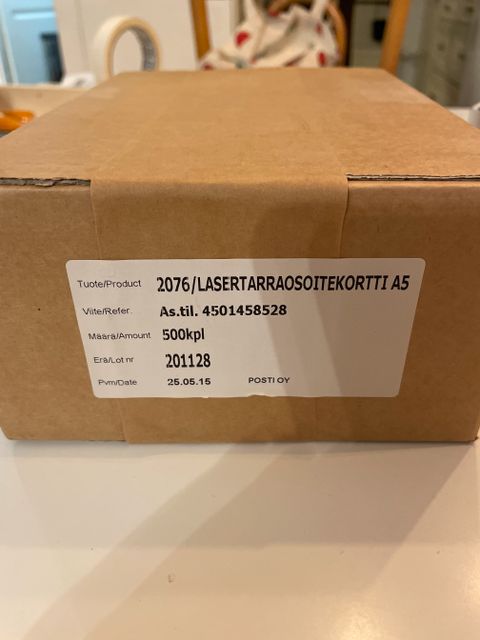 Tuote/Product 2076/LASERTARRAOSOITEKORTTI A5
Viite/Refer. As.til. 4501458528
Määrä/Amount 500kpl
Erä/Lot nr 201128
Pvm/Date 25.05.15 POSTI OY